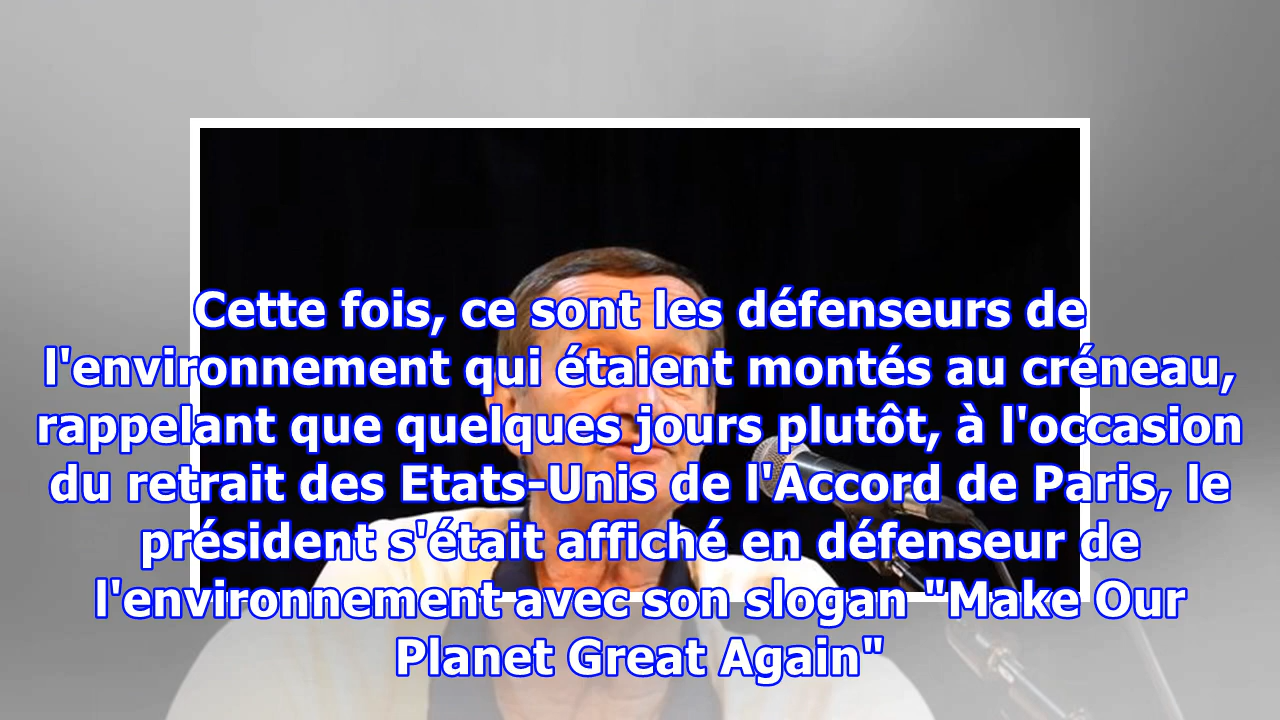 Cette fois, ce sont les défenseurs de
l'environnement qui étaient montés au créneau,
rappelant que quelques jours plutôt, à l'occasion
du retrait des Etats-Unis de l'Accord de Paris, le
président s'était affiché en défenseur de
l'environnement avec son slogan "Make Our
Planet Great Again"